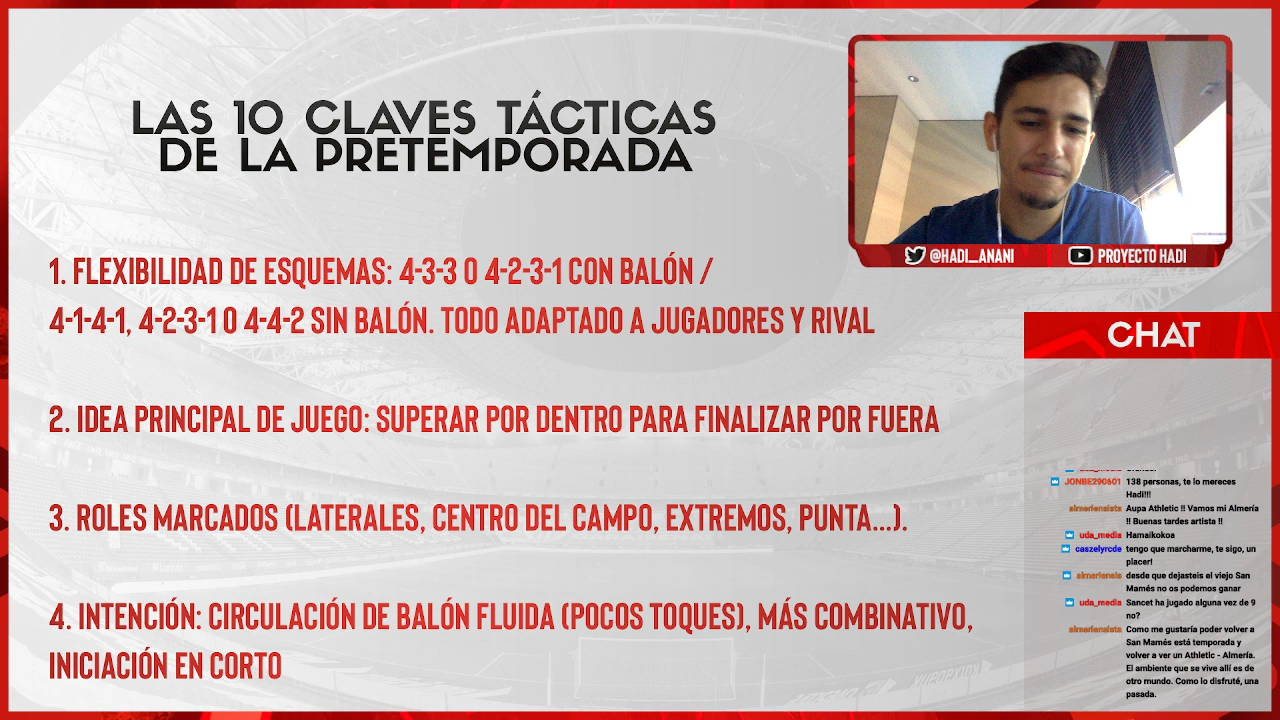 LAS 10 CLAVES TÁCTICAS
DE LA PRETEMPORADA
1. FLEXIBILIDAD DE ESQUEMAS: 4-3-3 O 4-2-3-1 CON BALÓN /
4-1-4-1, 4-2-3-1 O 4-4-2 SIN BALÓN. TODO ADAPTADO A JUGADORES Y RIVAL
2. IDEA PRINCIPAL DE JUEGO: SUPERAR POR DENTRO PARA FINALIZAR POR FUERA
3. ROLES MARCADOS (LATERALES, CENTRO DEL CAMPO, EXTREMOS, PUNTA...).
4. INTENCIÓN: CIRCULACIÓN DE BALÓN FLUIDA (POCOS TOQUES), MÁS COMBINATIVO,
INICIACIÓN EN CORTO
@HADI_ANANI PROYECTO HADI
CHAT
JONBE290601 138 personas, te lo mereces
Hadi!!!
almeriensista Aupa Athletic !! Vamos mi Almería
!! Buenas tardes artista !!
uda_media Hamaikokoa
caszelyrcde tengo que marcharme, te sigo, un
placer!
almeriensis desde que dejasteis el viejo San
Mamés no os podemos ganar
uda_media Sancet ha jugado alguna vez de 9
no?
almeriensista Como me gustaría poder volver a
San Mamés está temporada y
volver a ver un Athletic - Almería.
El ambiente que se vive allí es de
otro mundo. Como lo disfruté, una
pasada.